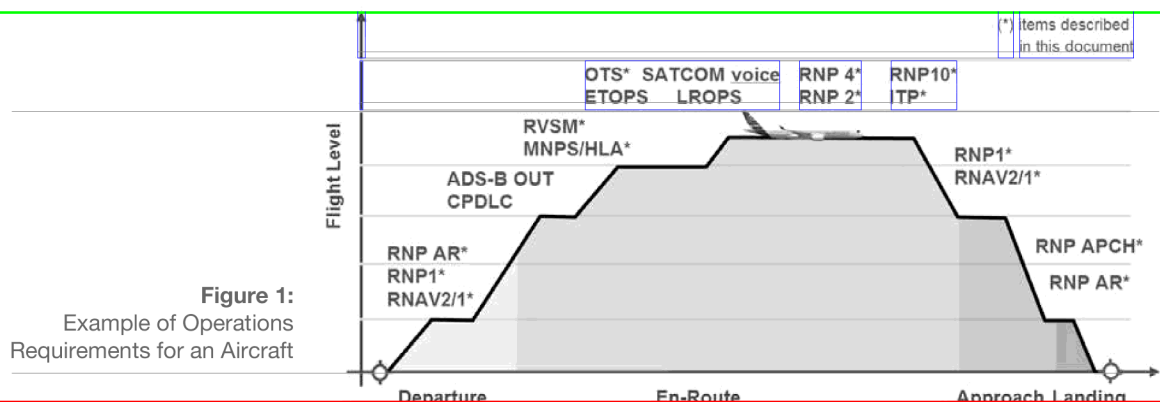 (*) items described
in this document
OTS* SATCOM voice RNP 4* RNP10*
ETOPS LROPS RNP 2* ITP*
Flight Level
RVSM*
MNPS/HLA*
ADS-B OUT
CPDLC
RNP AR*
RNP1*
RNAV2/1*
RNP1*
RNAV2/1*
RNP APCH*
RNP AR*
Figure 1:
Example of Operations
Requirements for an Aircraft
Departure En-Route Approach Landing